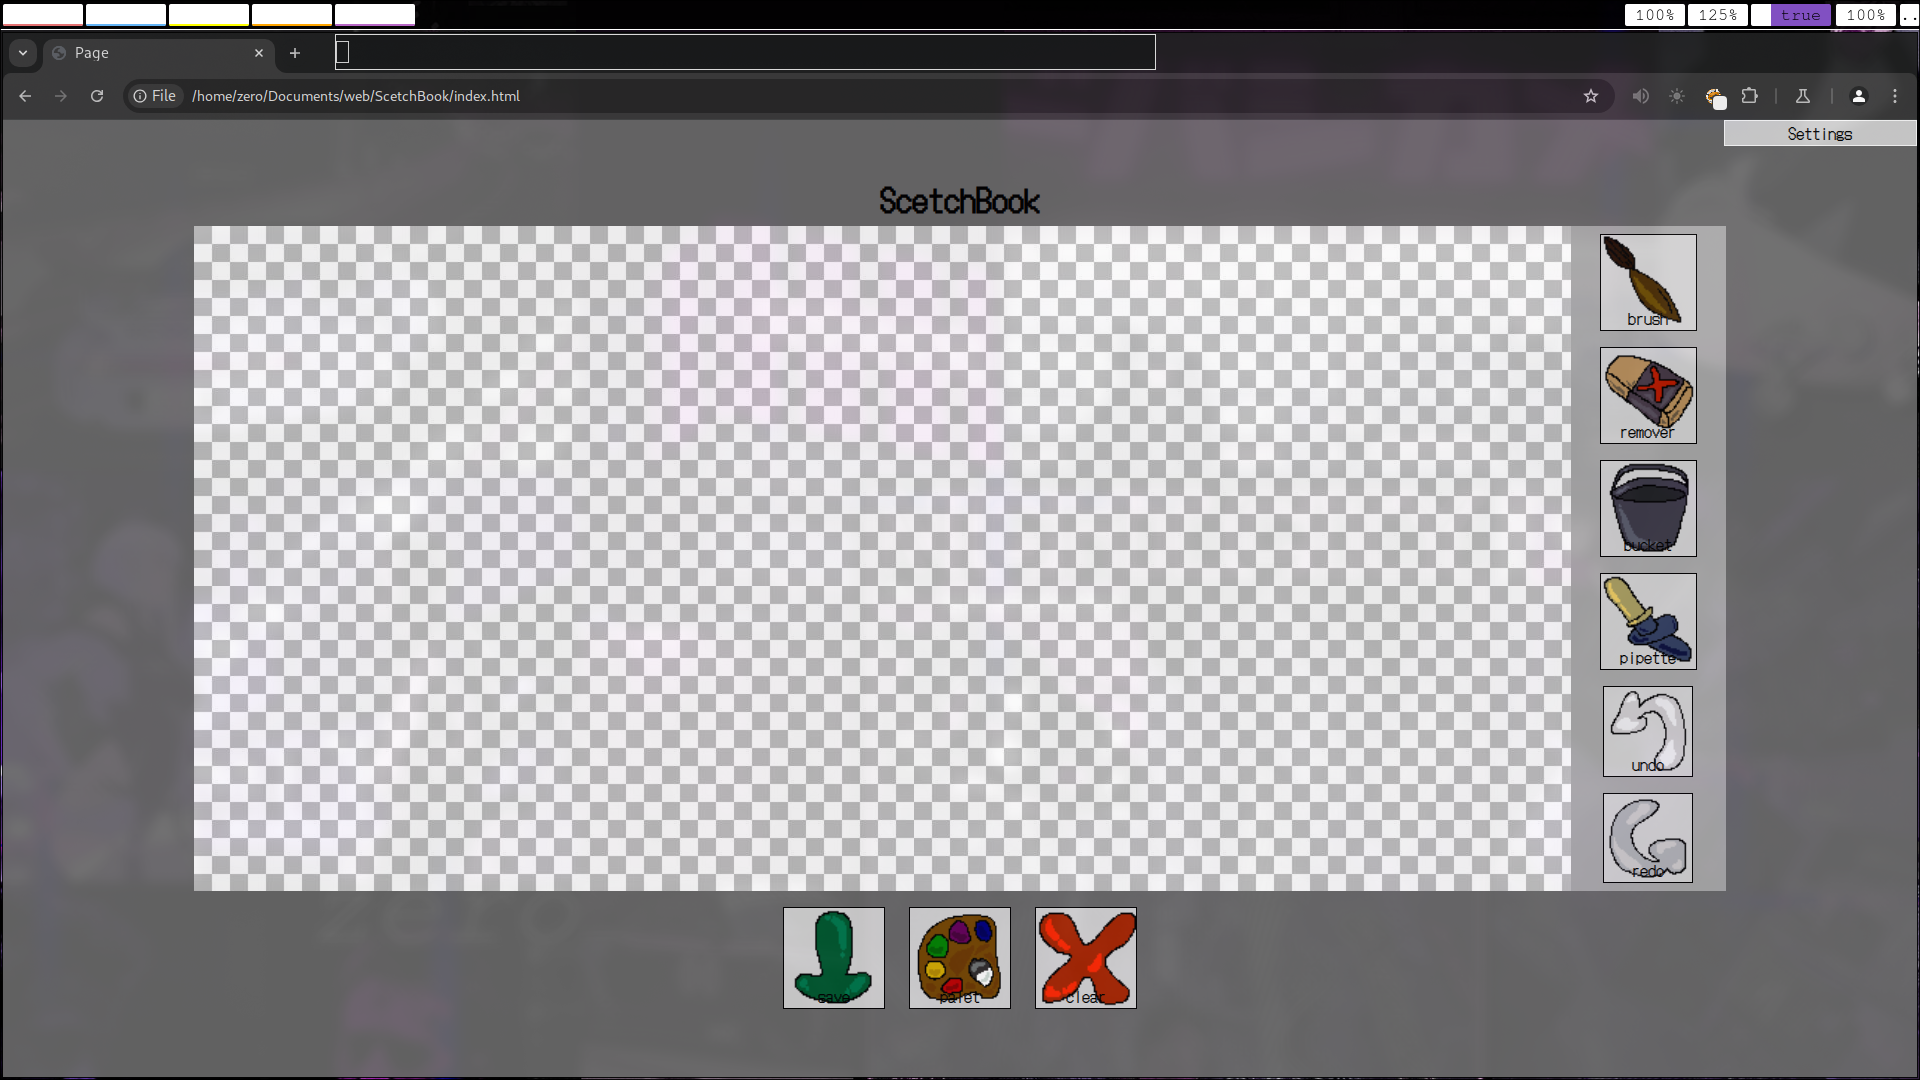 100% 125% true 100% ..
Page
File /home/zero/Documents/web/ScetchBook/index.html
Settings
ScetchBook
brush
remover
bucket
pipette
undo
redo
zero
save palet clear